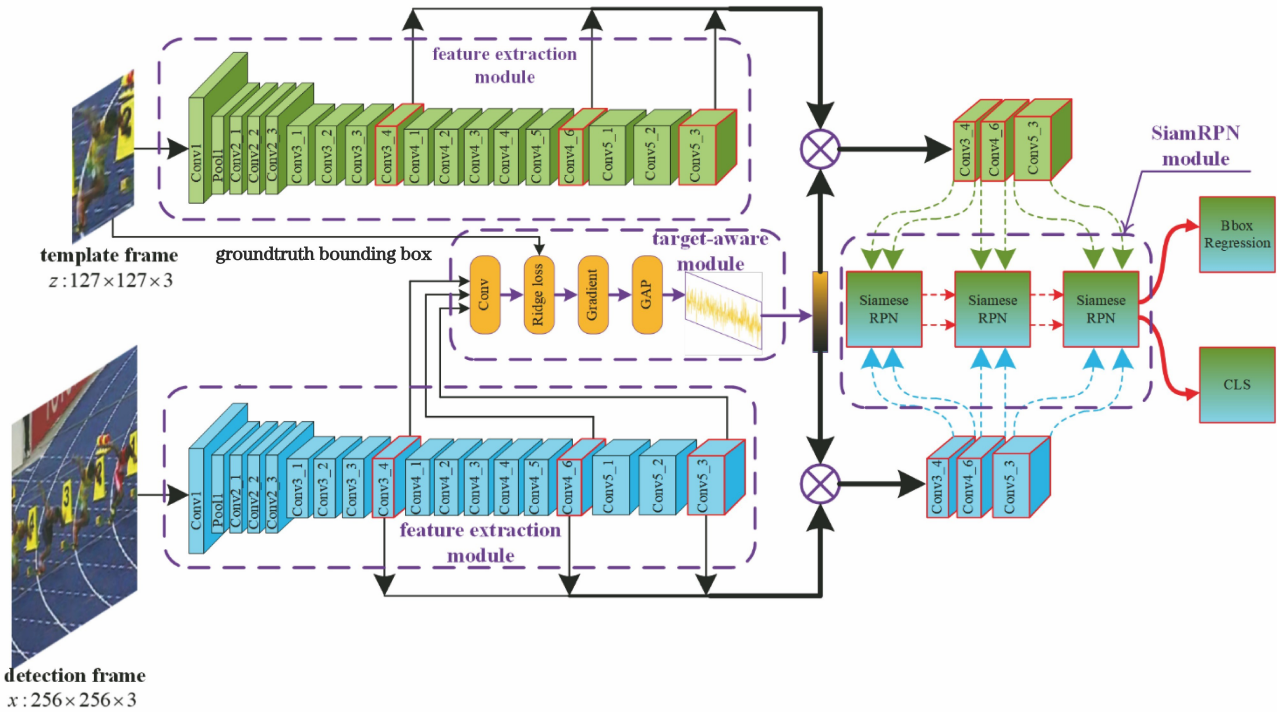 feature extraction
module
Conv1
Pool1
Conv2_1
Conv2_2
Conv2_3
Conv3_1
Conv3_2
Conv3_3
Conv3_4
Conv4_1
Conv4_2
Conv4_3
Conv4_4
Conv4_5
Conv4_6
Conv5_1
Conv5_2
Conv5_3
template frame
z:127×127×3
groundtruth bounding box
target-aware
module
Conv
Ridge loss
Gradient
GAP
Conv3_4
Conv4_6
Conv5_3
SiamRPN
module
Siamese
RPN
Siamese
RPN
Siamese
RPN
Bbox
Regression
CLS
Conv1
Pool1
Conv2_1
Conv2_2
Conv2_3
Conv3_1
Conv3_2
Conv3_3
Conv3_4
Conv4_1
Conv4_2
Conv4_3
Conv4_4
Conv4_5
Conv4_6
Conv5_1
Conv5_2
Conv5_3
feature extraction
module
Conv3_4
Conv4_6
Conv5_3
detection frame
x:256×256×3